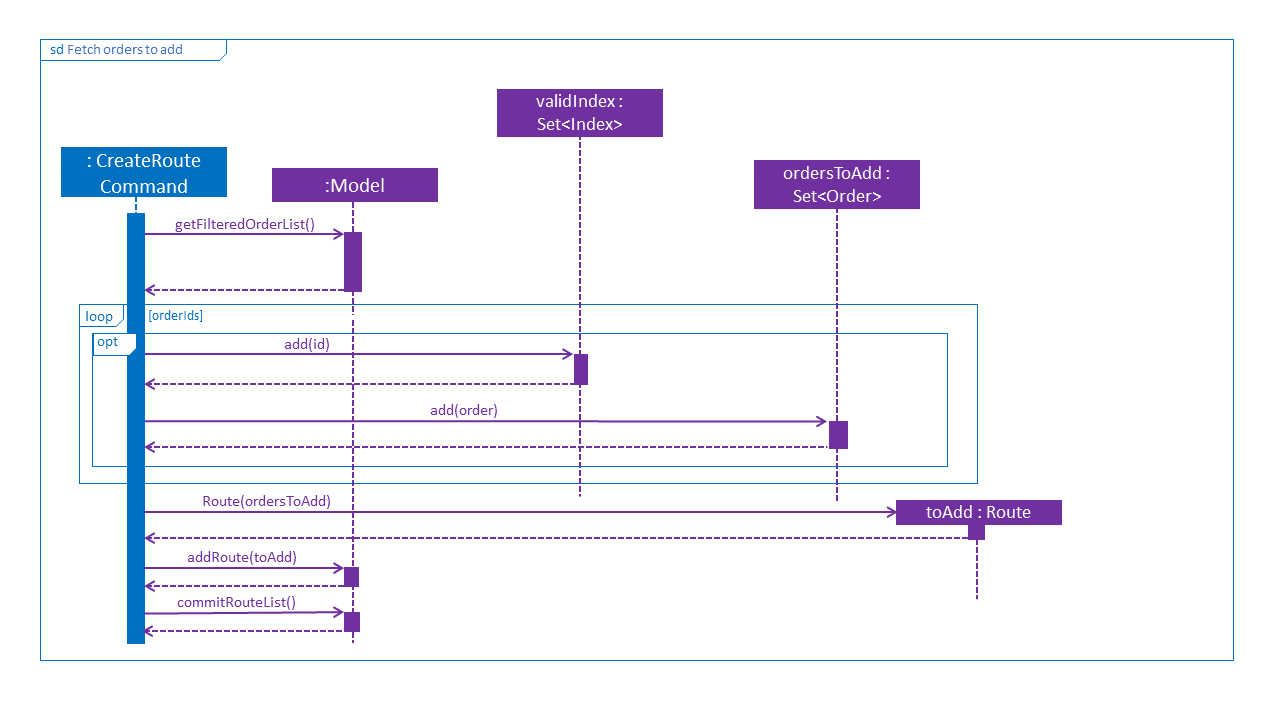 sd Fetch orders to add
validIndex :
Set<Index>
: CreateRoute
Command
:Model
ordersToAdd :
Set<Order>
getFilteredOrderList()
loop
[orderIds]
opt
add(id)
add(order)
Route(ordersToAdd)
toAdd : Route
addRoute(toAdd)
commitRouteList()